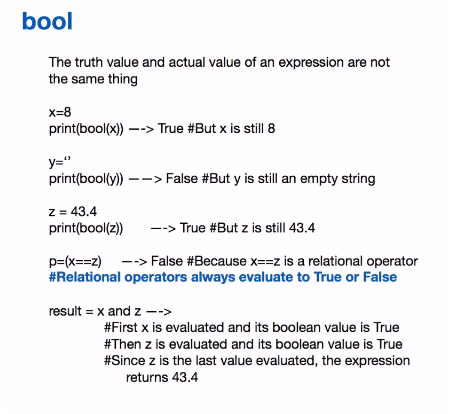 bool
The truth value and actual value of an expression are not
the same thing
x=8
print(bool(x)) —-> True #But x is still 8
y=‘’
print(bool(y)) — —> False #But y is still an empty string
z = 43.4
print(bool(z)) —-> True #But z is still 43.4
p=(x==z) —-> False #Because x==z is a relational operator
#Relational operators always evaluate to True or False
result = x and z —->
#First x is evaluated and its boolean value is True
#Then z is evaluated and its boolean value is True
#Since z is the last value evaluated, the expression
returns 43.4